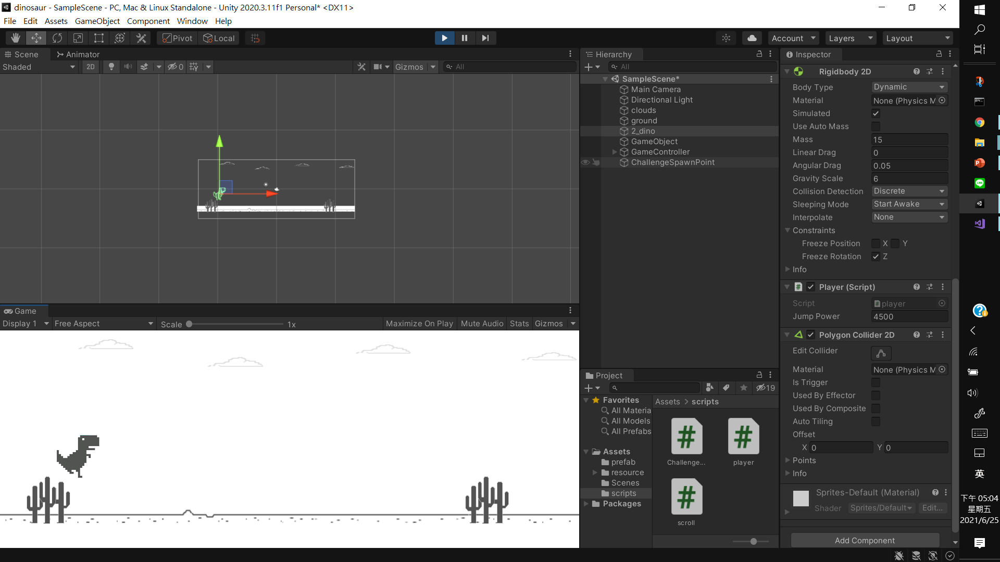 dinosaur - SampleScene - PC, Mac & Linux Standalone - Unity 2020.3.11f1 Personal* <DX11>
File Edit Assets GameObject Component Window Help
Pivot Local Account Layers Layout
Scene Animator
Shaded 2D 0 Gizmos All
Game
Display 1 Free Aspect Scale 1x Maximize On Play Mute Audio Stats Gizmos
Hierarchy
All
SampleScene*
Main Camera
Directional Light
clouds
ground
2_dino
GameObject
GameController
ChallengeSpawnPoint
Project
19
Favorites
All Materia
All Models
All Prefabs
Assets
prefab
resource
Scenes
scripts
Packages
Assets > scripts
Challenge...
player
scroll
Inspector
Rigidbody 2D
Body Type Dynamic
Material None (Physics M
Simulated
Use Auto Mass
Mass 15
Linear Drag 0
Angular Drag 0.05
Gravity Scale 6
Collision Detection Discrete
Sleeping Mode Start Awake
Interpolate None
Constraints
Freeze Position X Y
Freeze Rotation Z
Info
# Player (Script)
Script player
Jump Power 4500
Polygon Collider 2D
Edit Collider
Material None (Physics M
Is Trigger
Used By Effector
Used By Composite
Auto Tiling
Offset
X 0 Y 0
Points
Info
Sprites-Default (Material)
Shader Sprites/Default Edit...
Add Component
英
下午 05:04
星期五
2021/6/25